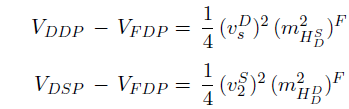 V_{DDP} − V_{FDP} = \frac{1}{4} (v_s^D)^2 (m^2_{H^S_D})^F
V_{DSP} − V_{FDP} = \frac{1}{4} (v_2^S)^2 (m^2_{H^D_D})^F